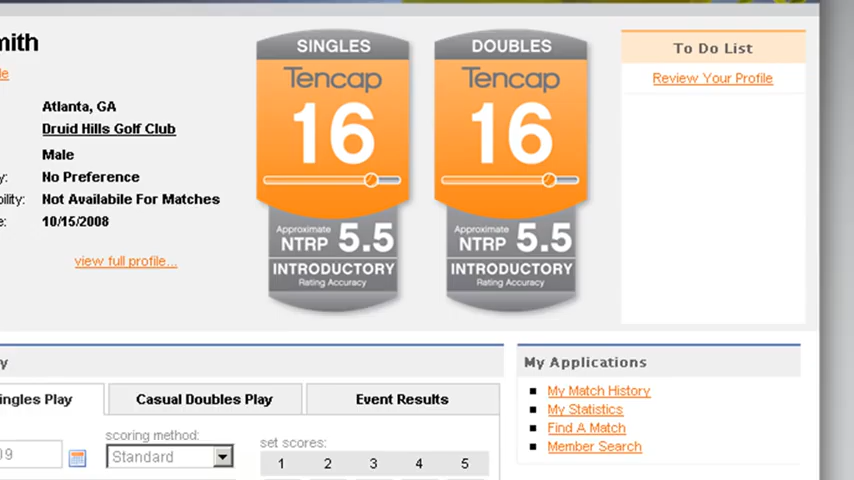 mith
le
Atlanta, GA
Druid Hills Golf Club
Male
y: No Preference
bility: Not Availabile For Matches
e: 10/15/2008
view full profile...
SINGLES
Tencap
16
Approximate
NTRP 5.5
INTRODUCTORY
Rating Accuracy
DOUBLES
Tencap
16
Approximate
NTRP 5.5
INTRODUCTORY
Rating Accuracy
To Do List
Review Your Profile
y
ingles Play
Casual Doubles Play
Event Results
09
scoring method:
Standard
set scores:
1 2 3 4 5
My Applications
My Match History
My Statistics
Find A Match
Member Search